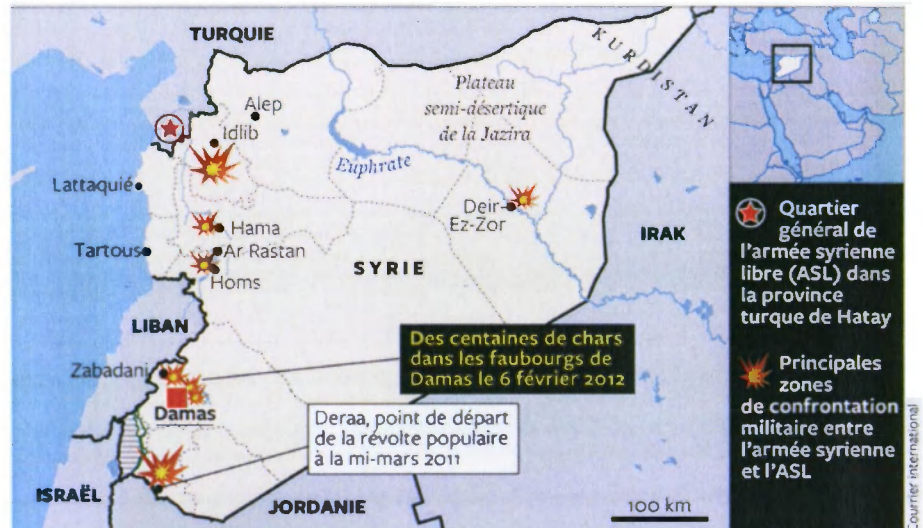 TURQUIE
KURDISTAN
Alep
Plateau
semi-désertique
de la Jazira
Idlib
Euphrate
Lattaquié
Deir-
Ez-Zor
Hama
Tartous
Ar Rastan
IRAK
Homs
SYRIE
LIBAN
Des centaines de chars
dans les faubourgs de
Damas le 6 février 2012
Zabadani
Damas
Deraa, point de départ
de la révolte populaire
à la mi-mars 2011
ISRAËL
JORDANIE
100 km
Quartier
général de
l'armée syrienne
libre (ASL) dans
la province
turque de Hatay
Principales
zones
de confrontation
militaire entre
l'armée syrienne
et l'ASL
ourrier international